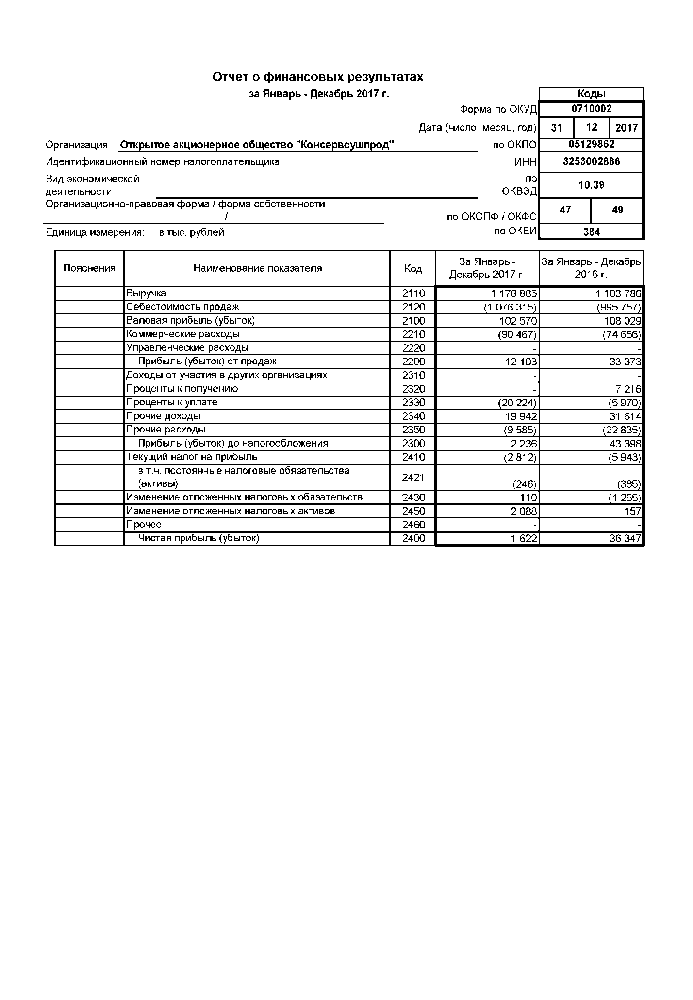 Отчет о финансовых результатах
за Январь - Декабрь 2017 г.
Коды
Форма по ОКУД 0710002
Дата (число, месяц, год) 31 12 2017
Организация Открытое акционерное общество "Консервсушпрод" по ОКПО 05129862
Идентификационный номер налогоплательщика ИНН 3253002886
Вид экономической по
деятельности ОКВЭД 10.39
Организационно-правовая форма / форма собственности
/ по ОКОПФ / ОКФС 47 49
Единица измерения: в тыс. рублей по ОКЕИ 384
Пояснения Наименование показателя Код За Январь - Декабрь 2017 г. За Январь - Декабрь 2016 г.
Выручка 2110 1 178 885 1 103 786
Себестоимость продаж 2120 (1 076 315) (995 757)
Валовая прибыль (убыток) 2100 102 570 108 029
Коммерческие расходы 2210 (90 467) (74 656)
Управленческие расходы 2220 - -
Прибыль (убыток) от продаж 2200 12 103 33 373
Доходы от участия в других организациях 2310 - -
Проценты к получению 2320 - 7 216
Проценты к уплате 2330 (20 224) (5 970)
Прочие доходы 2340 19 942 31 614
Прочие расходы 2350 (9 585) (22 835)
Прибыль (убыток) до налогообложения 2300 2 236 43 398
Текущий налог на прибыль 2410 (2 812) (5 943)
в т.ч. постоянные налоговые обязательства
(активы) 2421 (246) (385)
Изменение отложенных налоговых обязательств 2430 110 (1 265)
Изменение отложенных налоговых активов 2450 2 088 157
Прочее 2460 - -
Чистая прибыль (убыток) 2400 1 622 36 347